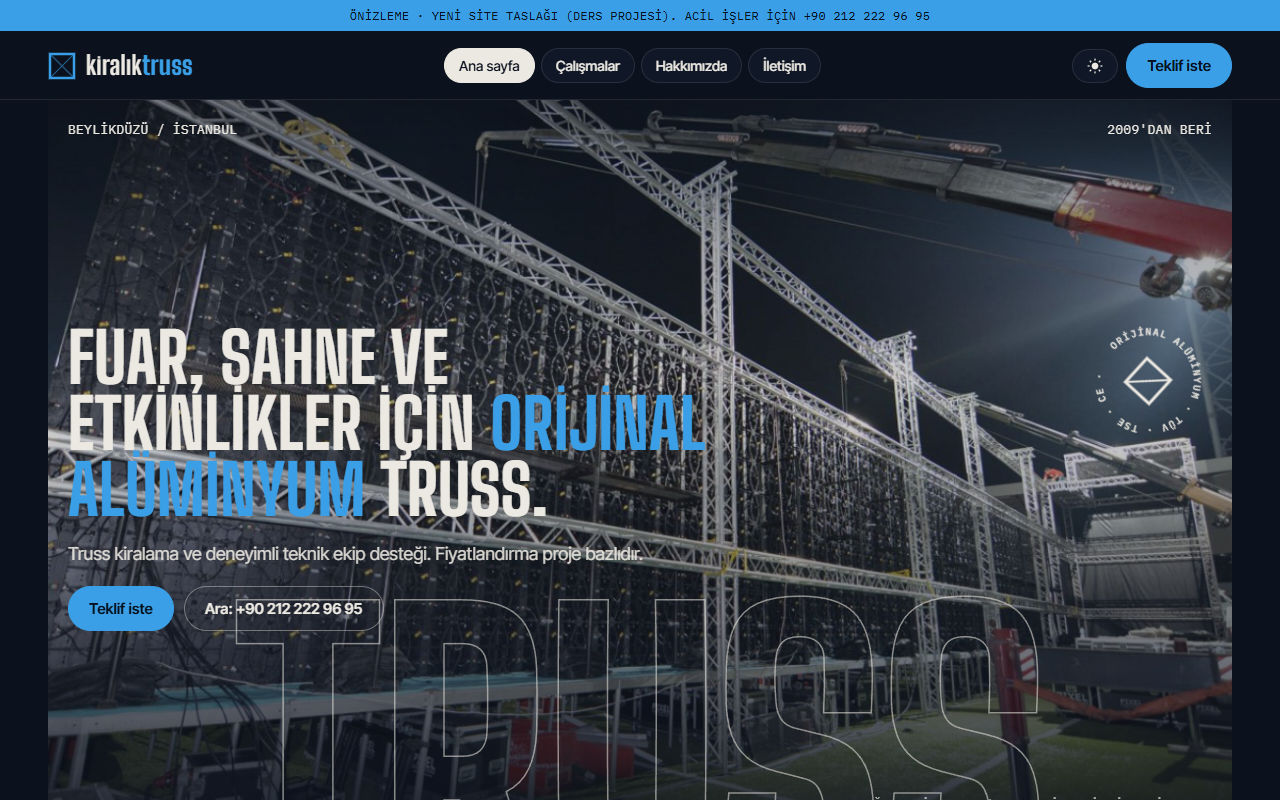 ÖNİZLEME · YENİ SİTE TASLAĞI (DERS PROJESİ). ACİL İŞLER İÇİN +90 212 222 96 95
kiralıktruss
Ana sayfa
Çalışmalar
Hakkımızda
İletişim
Teklif iste
BEYLİKDÜZÜ / İSTANBUL
2009'DAN BERİ
FUAR, SAHNE VE
ETKİNLİKLER İÇİN ORİJİNAL
ALÜMİNYUM TRUSS.
ORİJİNAL ALÜMİNYUM · TÜV · TSE · CE ·
Truss kiralama ve deneyimli teknik ekip desteği. Fiyatlandırma proje bazlıdır.
Teklif iste
Ara: +90 212 222 96 95
TRUSS